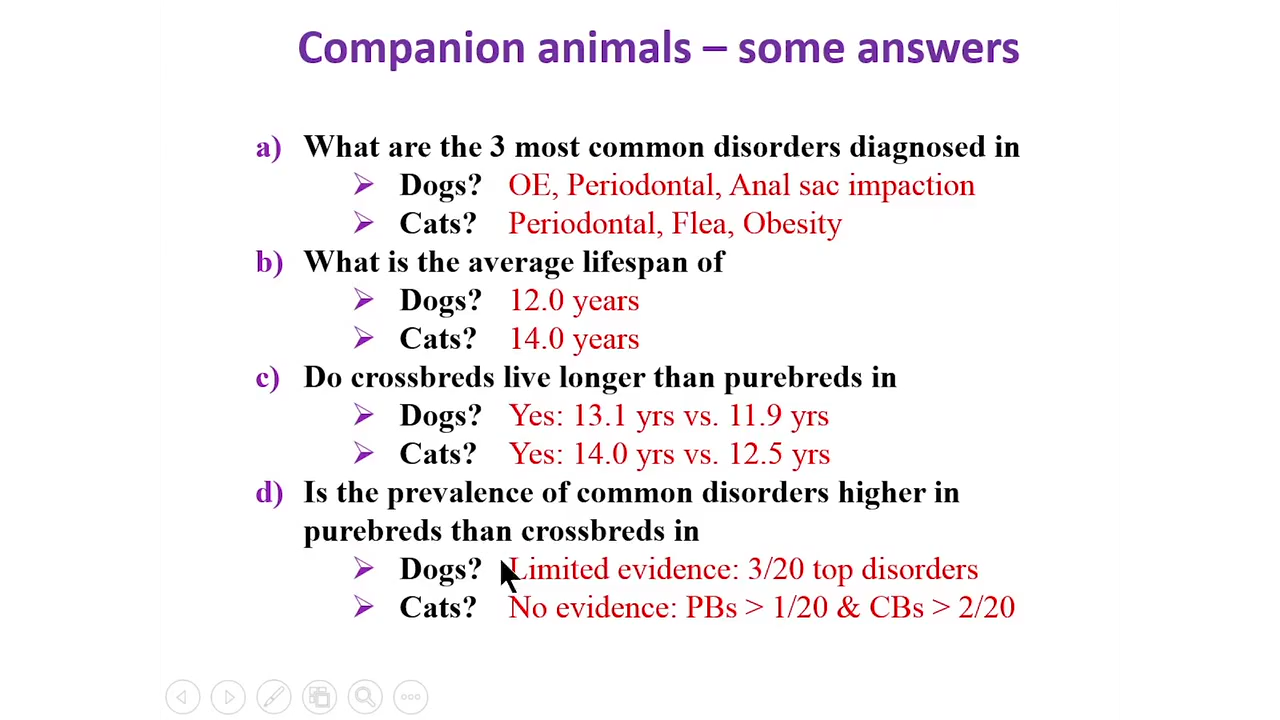 Companion animals – some answers
a) What are the 3 most common disorders diagnosed in
➢ Dogs? OE, Periodontal, Anal sac impaction
➢ Cats? Periodontal, Flea, Obesity
b) What is the average lifespan of
➢ Dogs? 12.0 years
➢ Cats? 14.0 years
c) Do crossbreds live longer than purebreds in
➢ Dogs? Yes: 13.1 yrs vs. 11.9 yrs
➢ Cats? Yes: 14.0 yrs vs. 12.5 yrs
d) Is the prevalence of common disorders higher in
purebreds than crossbreds in
➢ Dogs? Limited evidence: 3/20 top disorders
➢ Cats? No evidence: PBs > 1/20 & CBs > 2/20